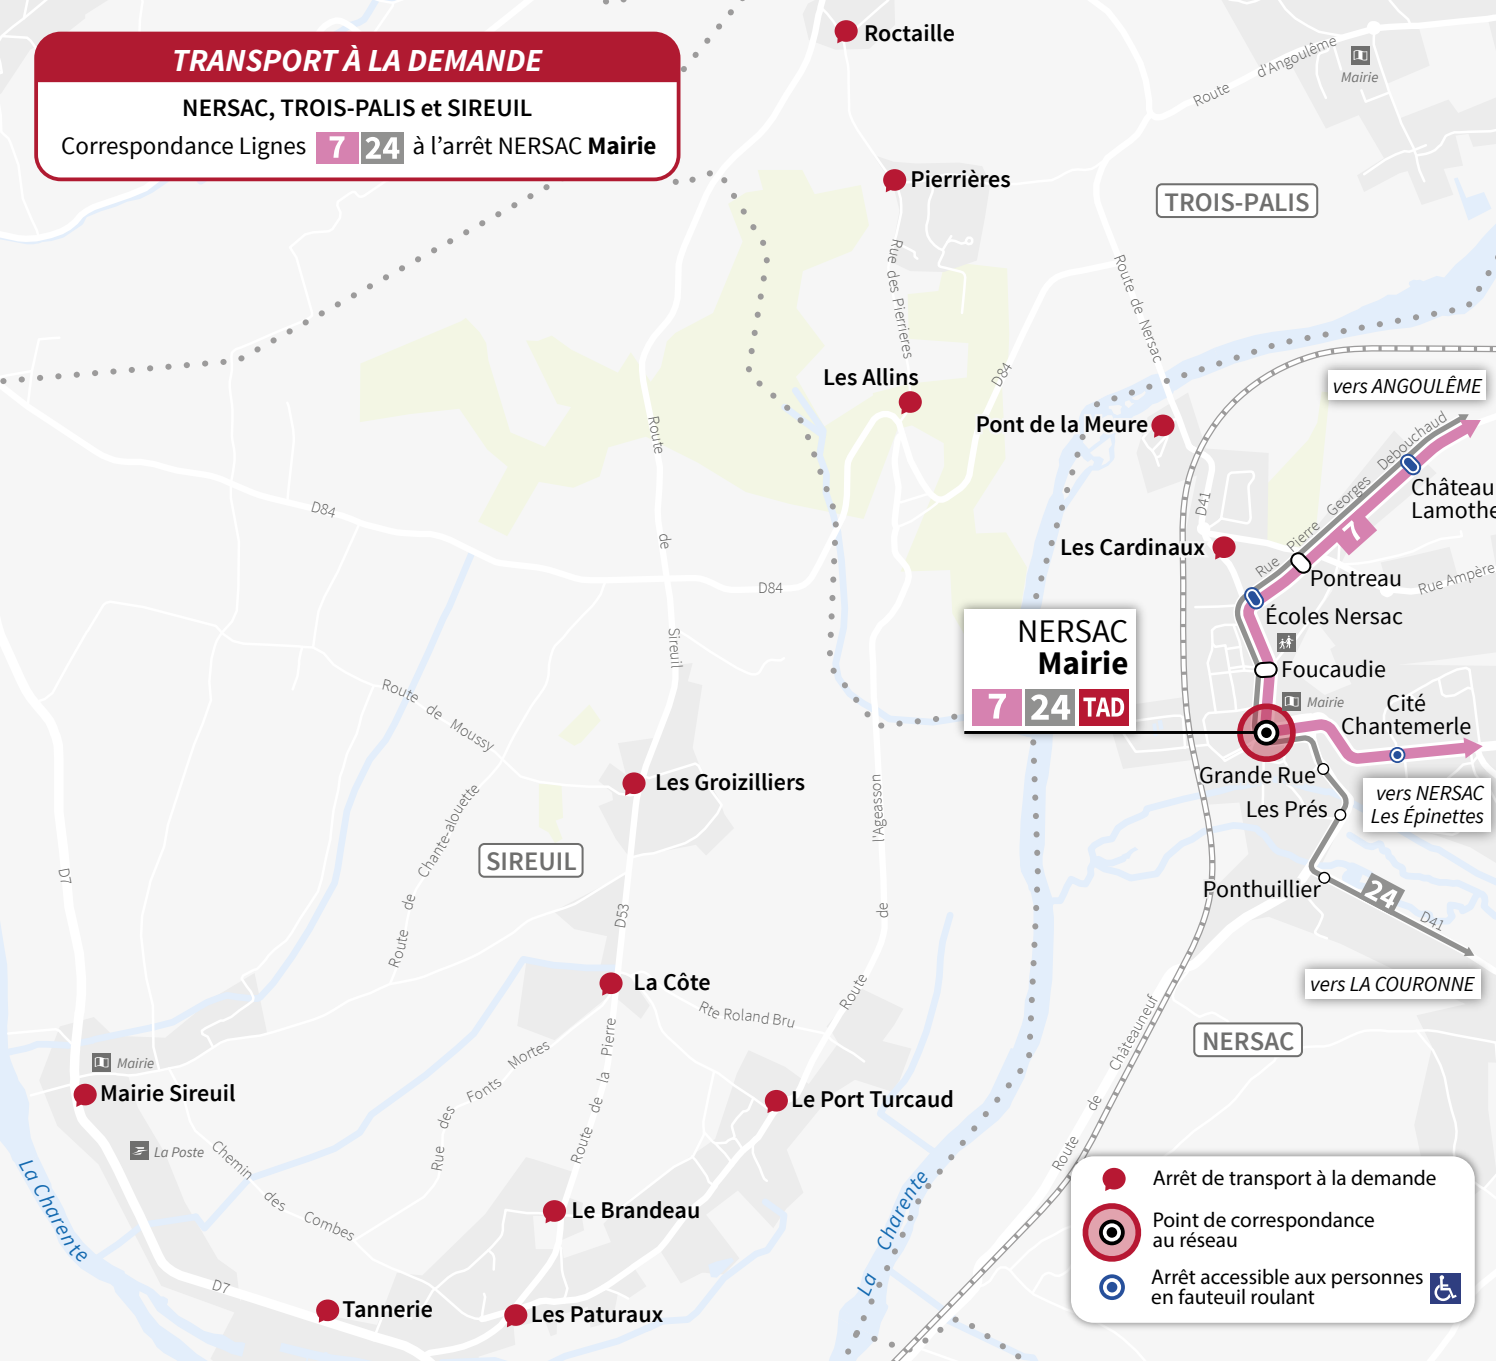 TRANSPORT À LA DEMANDE
NERSAC, TROIS-PALIS et SIREUIL
Correspondance Lignes 7 24 à l'arrêt NERSAC Mairie
Roctaille
Route d'Angoulême
Mairie
Pierrières
TROIS-PALIS
Rue des Pierrieres
Route de Nersac
Les Allins
D84
vers ANGOULÊME
Pont de la Meure
Rue Pierre Georges Debouchaud
Château
Lamothe
Route de Sireuil
D84
D41
7
Les Cardinaux
Pontreau
Rue Ampère
D84
Écoles Nersac
NERSAC
Mairie
7 24 TAD
Foucaudie
Mairie
Cité
Chantemerle
Route de Moussy
Grande Rue
Les Groizilliers
vers NERSAC
Les Épinettes
Les Prés
Route de Chante-alouette
Route de l'Ageasson
SIREUIL
D7
Ponthuillier
24
D41
D53
vers LA COURONNE
La Côte
Rte Roland Bru
NERSAC
Route de Châteauneuf
Rue des Fonts Mortes
Route de la Pierre
Mairie
Mairie Sireuil
Le Port Turcaud
La Poste
Chemin des Combes
La Charente
La Charente
Le Brandeau
D7
Tannerie
Les Paturaux
Arrêt de transport à la demande
Point de correspondance
au réseau
Arrêt accessible aux personnes
en fauteuil roulant